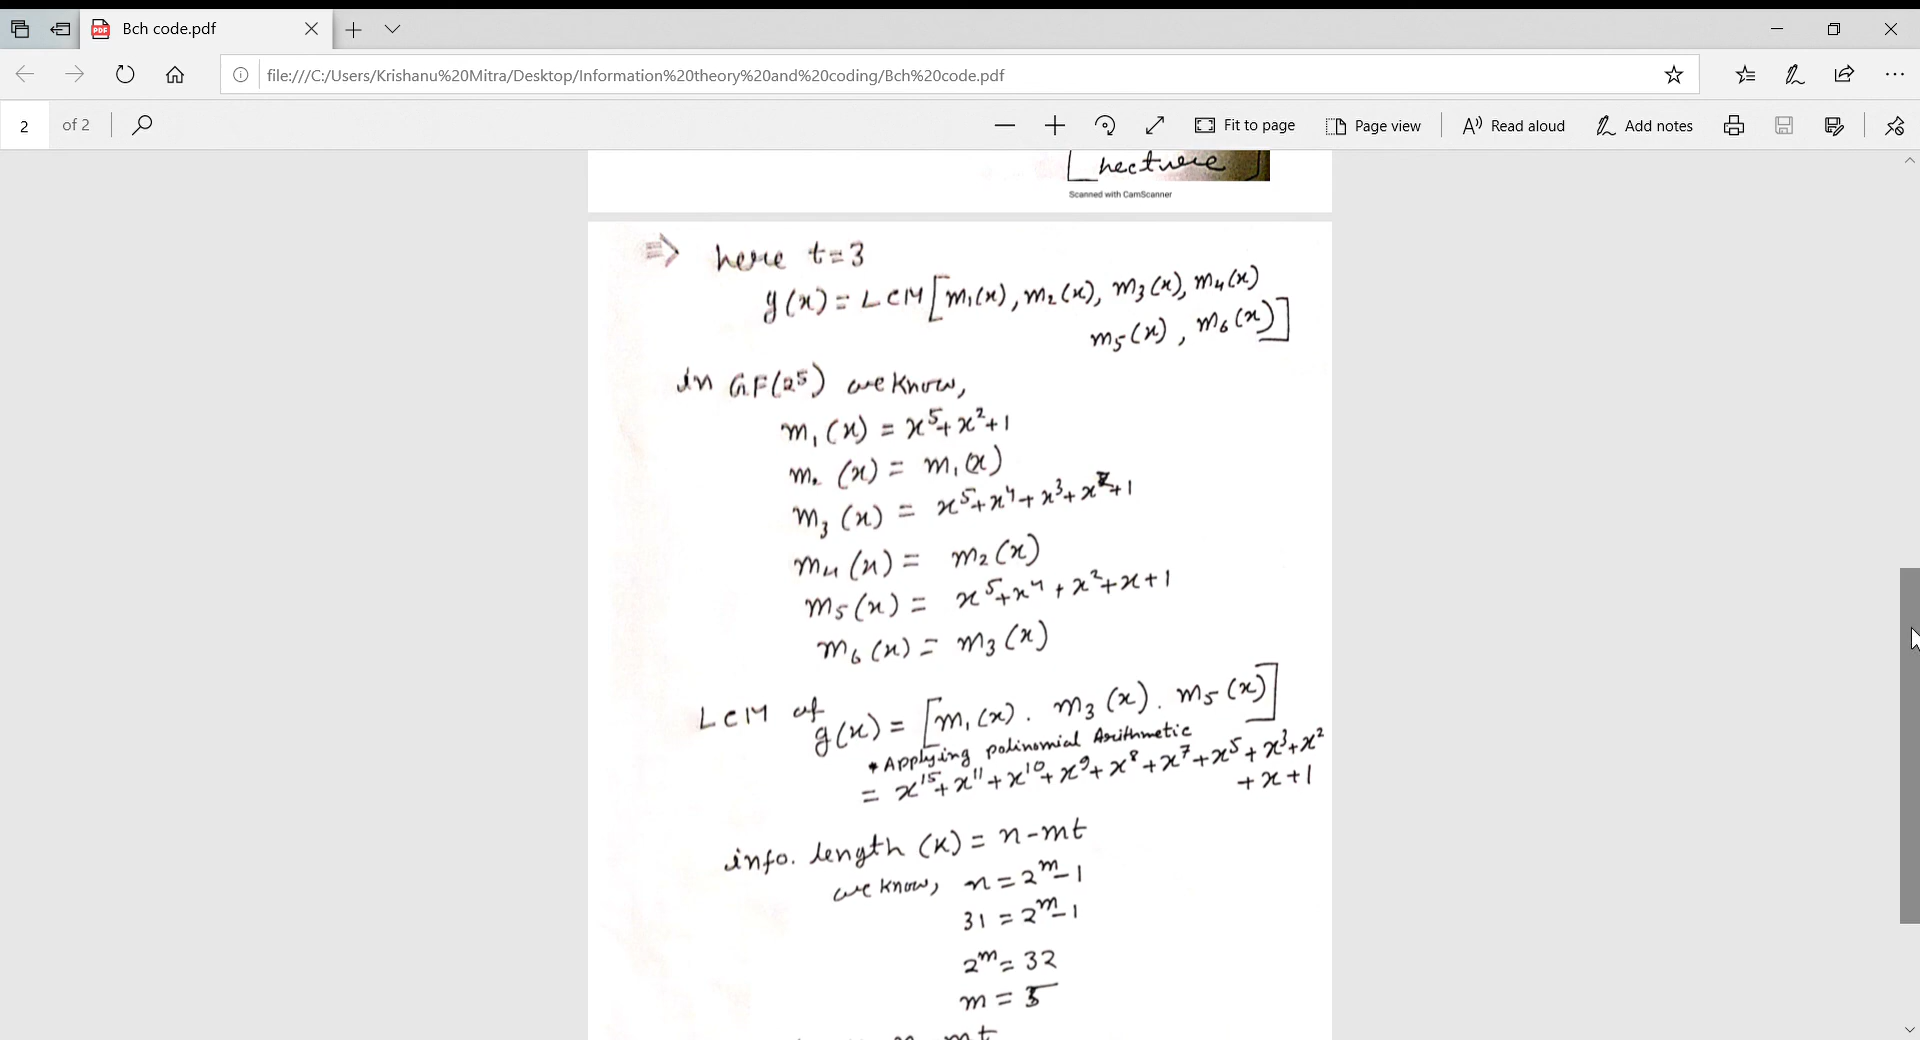 Bch code.pdf
file:///C:/Users/Krishanu%20Mitra/Desktop/Information%20theory%20and%20coding/Bch%20code.pdf
2 of 2
Fit to page Page view Read aloud Add notes
Scanned with CamScanner
⇒ here t=3
g(x) = LCM [m₁(x), m₂(x), m₃(x), m₄(x)
m₅(x), m₆(x)]
in GF(2⁵) we know,
m₁(x) = x⁵+x²+1
m₂(x) = m₁(x)
m₃(x) = x⁵+x⁴+x³+x²+1
m₄(x) = m₂(x)
m₅(x) = x⁵+x⁴+x²+x+1
m₆(x) = m₃(x)
LCM of
g(x) = [m₁(x). m₃(x). m₅(x)]
* Applying polinomial Arithmetic
= x¹⁵+x¹¹+x¹⁰+x⁹+x⁸+x⁷+x⁵+x³+x²
+x+1
info. length (K) = n-mt
we know, n = 2ᵐ-1
31 = 2ᵐ-1
2ᵐ = 32
m = 5